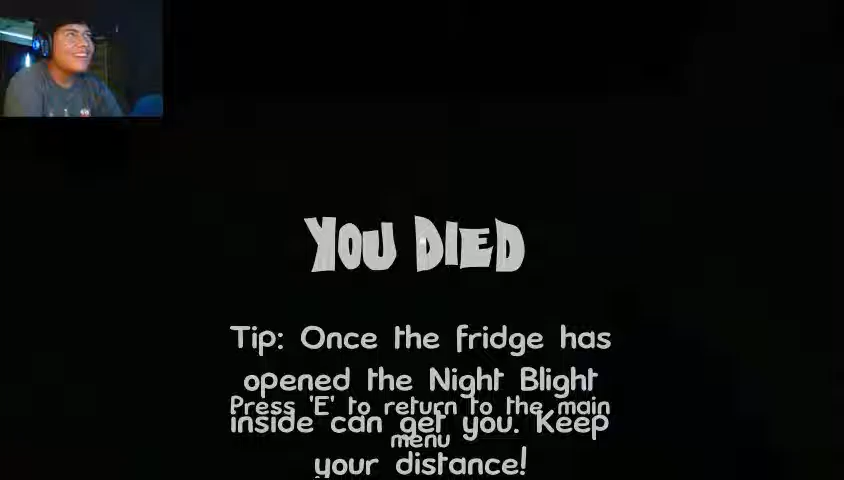 YOU DIED
Tip: Once the fridge has
opened the Night Blight
Press 'E' to return to the main
inside can get you. Keep
menu
your distance!